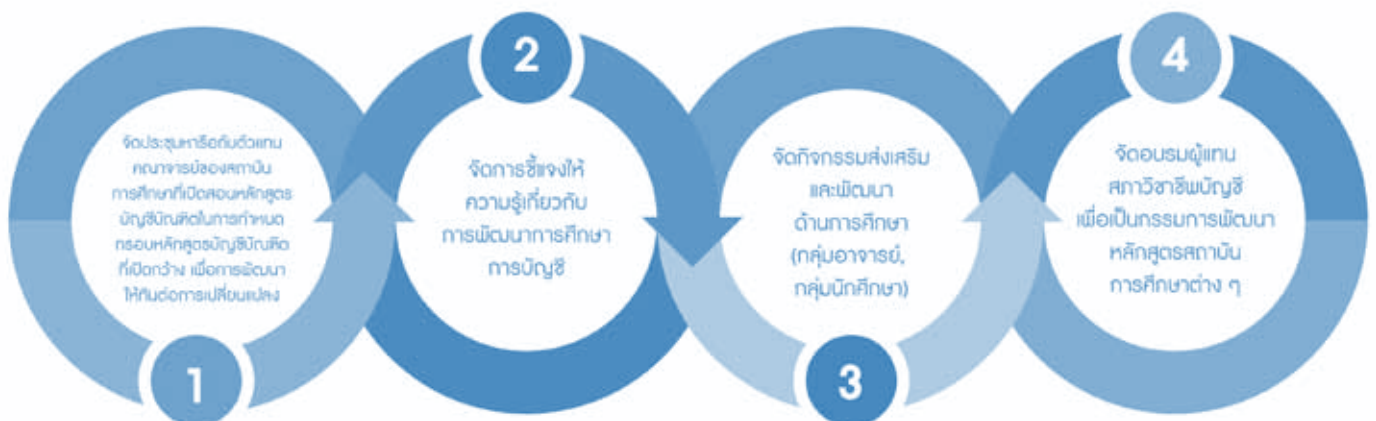 1
จัดประชุมหารือกับตัวแทน
คณาจารย์ของสถาบัน
การศึกษาที่เปิดสอนหลักสูตร
บัญชีบัณฑิตในการกำหนด
กรอบหลักสูตรบัญชีบัณฑิต
ที่เปิดกว้าง เพื่อการพัฒนา
ให้ทันต่อการเปลี่ยนแปลง
2
จัดการชี้แจงให้
ความรู้เกี่ยวกับ
การพัฒนาการศึกษา
การบัญชี
3
จัดกิจกรรมส่งเสริม
และพัฒนา
ด้านการศึกษา
(กลุ่มอาจารย์,
กลุ่มนักศึกษา)
4
จัดอบรมผู้แทน
สภาวิชาชีพบัญชี
เพื่อเป็นกรรมการพัฒนา
หลักสูตรสถาบัน
การศึกษาต่าง ๆ